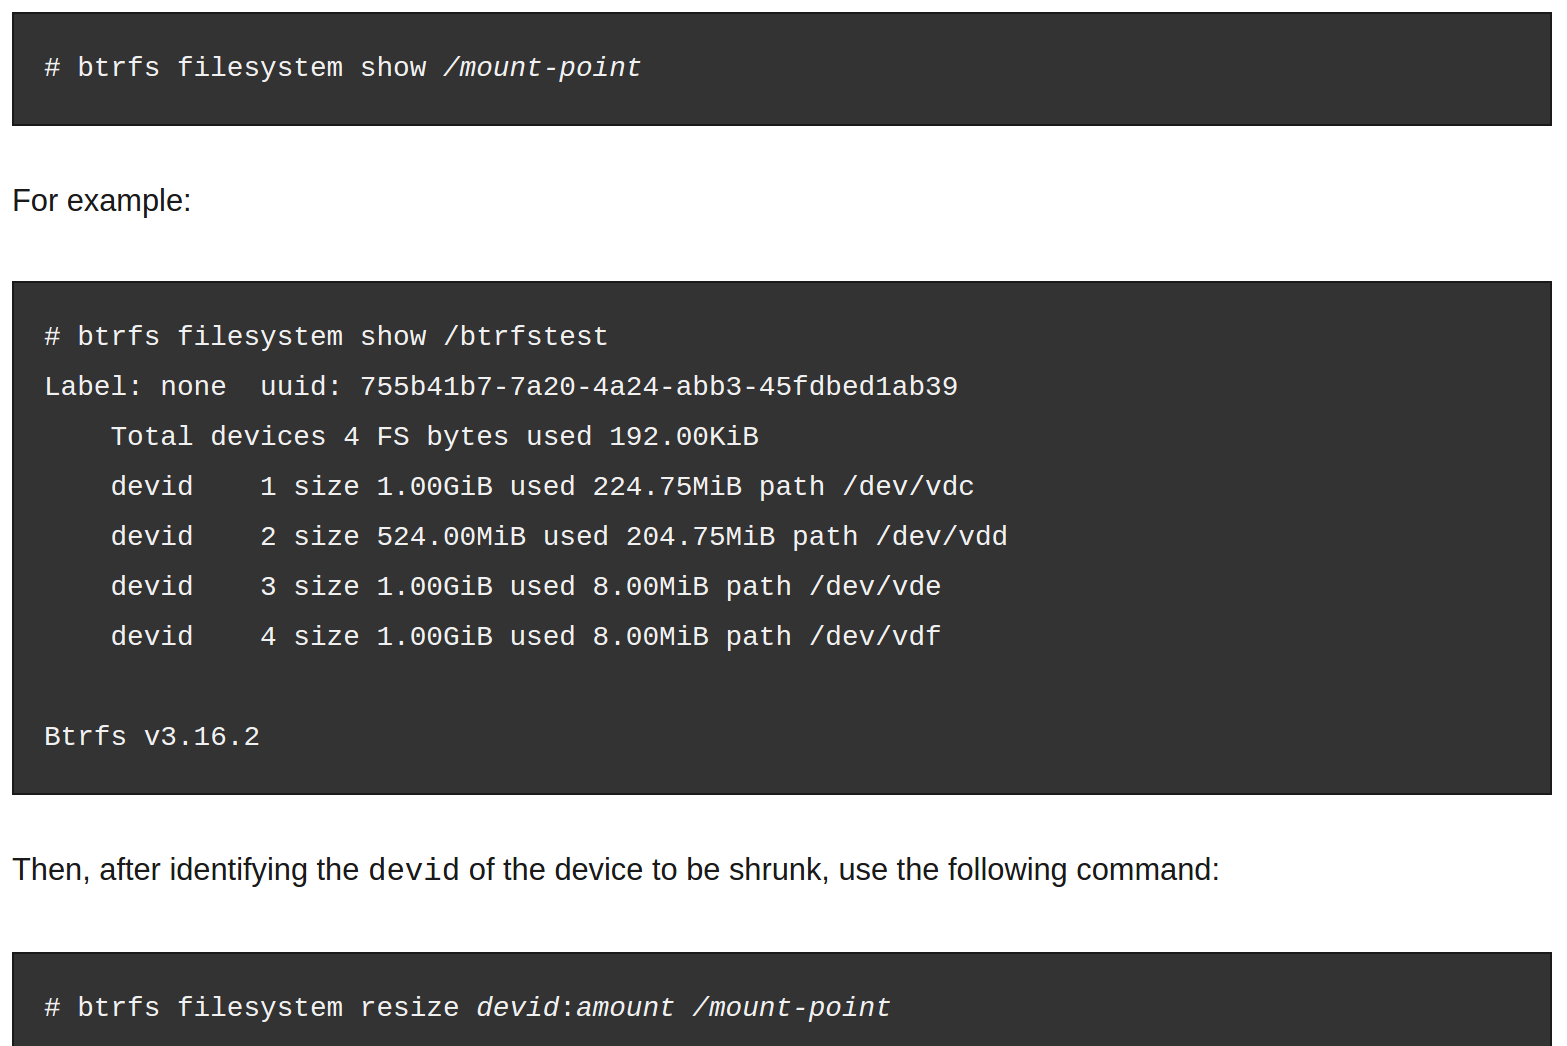 # btrfs filesystem show /mount-point
For example:
# btrfs filesystem show /btrfstest
Label: none  uuid: 755b41b7-7a20-4a24-abb3-45fdbed1ab39
    Total devices 4 FS bytes used 192.00KiB
    devid    1 size 1.00GiB used 224.75MiB path /dev/vdc
    devid    2 size 524.00MiB used 204.75MiB path /dev/vdd
    devid    3 size 1.00GiB used 8.00MiB path /dev/vde
    devid    4 size 1.00GiB used 8.00MiB path /dev/vdf
Btrfs v3.16.2
Then, after identifying the devid of the device to be shrunk, use the following command:
# btrfs filesystem resize devid:amount /mount-point